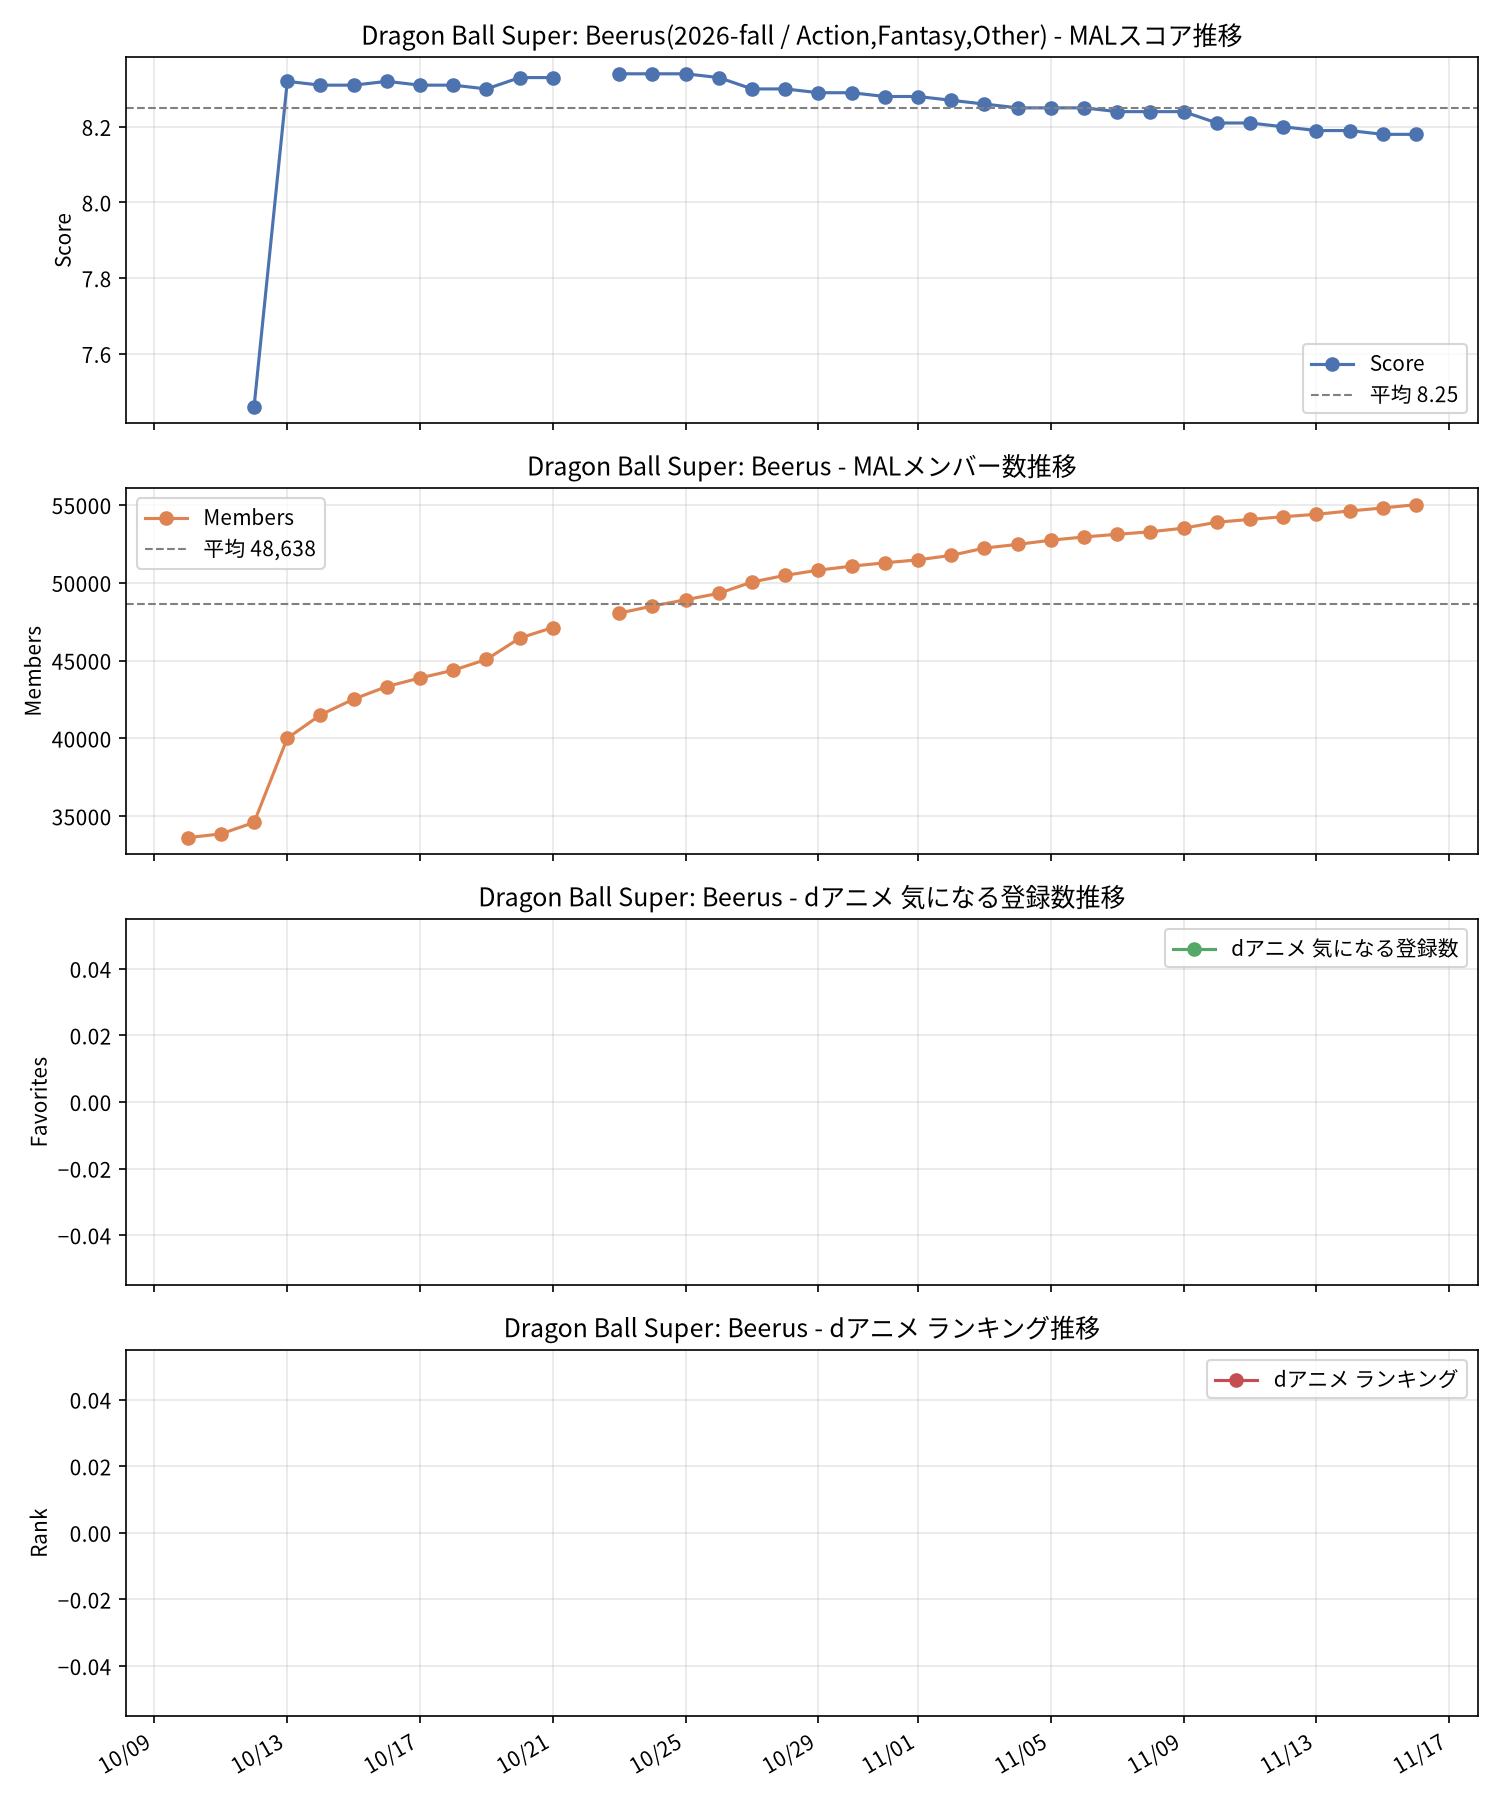 Dragon Ball Super: Beerus(2026-fall / Action,Fantasy,Other) - MALスコア推移
8.2
8.0
7.8
7.6
Score
Score
平均 8.25
Dragon Ball Super: Beerus - MALメンバー数推移
55000
50000
45000
40000
35000
Members
Members
平均 48,638
Dragon Ball Super: Beerus - dアニメ 気になる登録数推移
0.04
0.02
0.00
−0.02
−0.04
Favorites
dアニメ 気になる登録数
Dragon Ball Super: Beerus - dアニメ ランキング推移
0.04
0.02
0.00
−0.02
−0.04
Rank
dアニメ ランキング
10/09
10/13
10/17
10/21
10/25
10/29
11/01
11/05
11/09
11/13
11/17